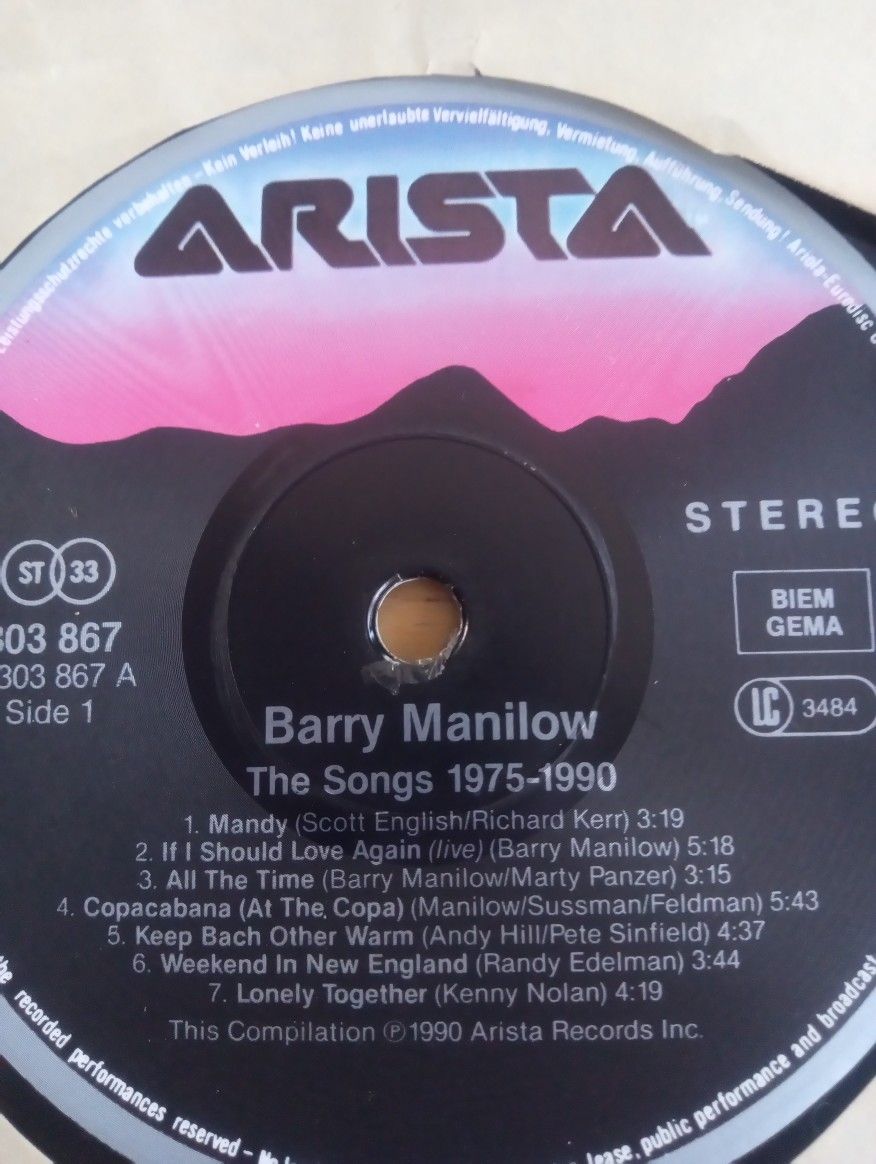 Leistungsschutzrechte vorbehalten – Kein Verleih! Keine unerlaubte Vervielfältigung, Vermietung, Aufführung, Sendung! Ariola-Eurodisc
ARISTA
STEREO
ST 33
BIEM
GEMA
303 867
303 867 A
Side 1
LC 3484
Barry Manilow
The Songs 1975-1990
1. Mandy (Scott English/Richard Kerr) 3:19
2. If I Should Love Again (live) (Barry Manilow) 5:18
3. All The Time (Barry Manilow/Marty Panzer) 3:15
4. Copacabana (At The Copa) (Manilow/Sussman/Feldman) 5:43
5. Keep Bach Other Warm (Andy Hill/Pete Sinfield) 4:37
6. Weekend In New England (Randy Edelman) 3:44
7. Lonely Together (Kenny Nolan) 4:19
This Compilation Ⓟ1990 Arista Records Inc.
the recorded performances reserved –
public performance and broadcast